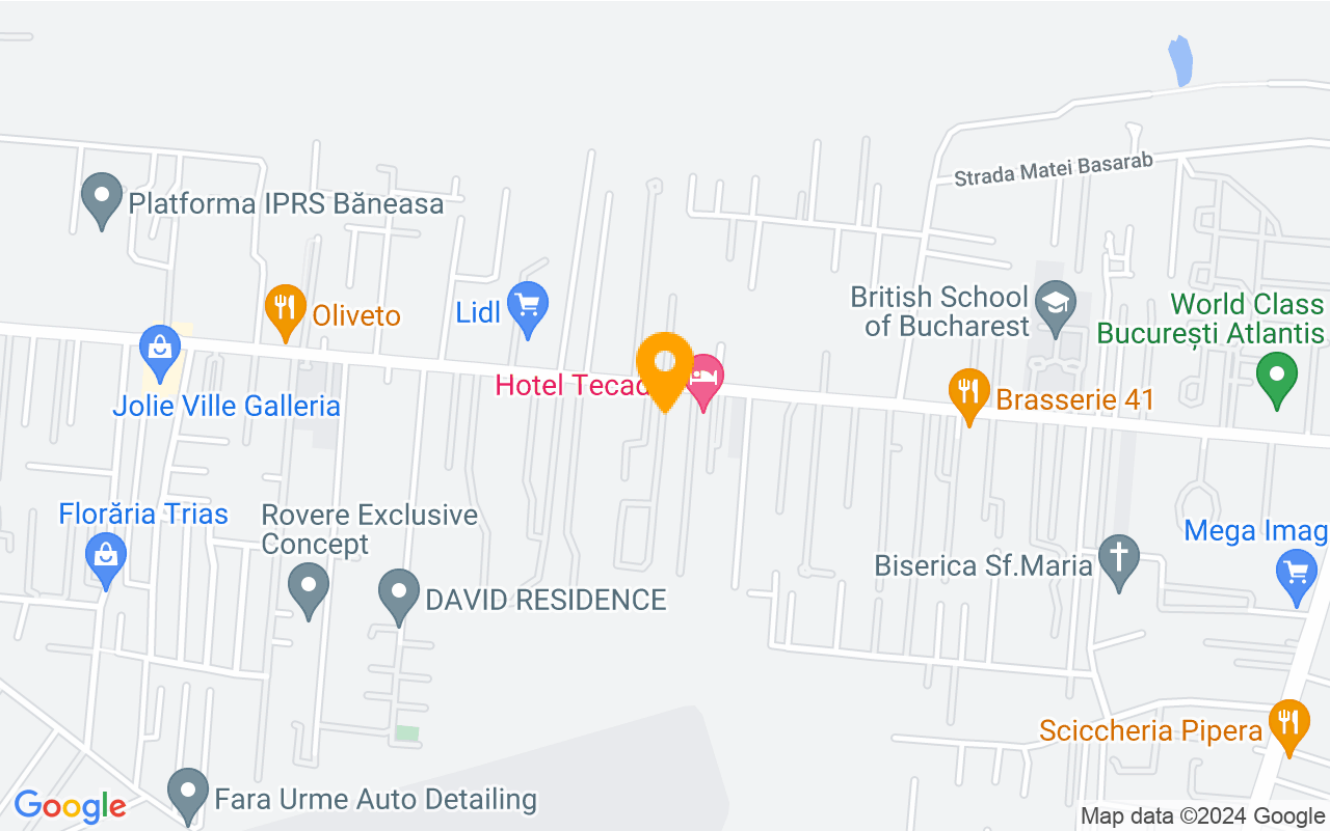 Strada Matei Basarab
Platforma IPRS Băneasa
British School
of Bucharest
World Class
București Atlantis
Oliveto
Lidl
Hotel Tecad
Jolie Ville Galleria
Brasserie 41
Florăria Trias
Rovere Exclusive
Concept
Mega Imag
Biserica Sf.Maria
DAVID RESIDENCE
Sciccheria Pipera
Fara Urme Auto Detailing
Google
Map data ©2024 Google